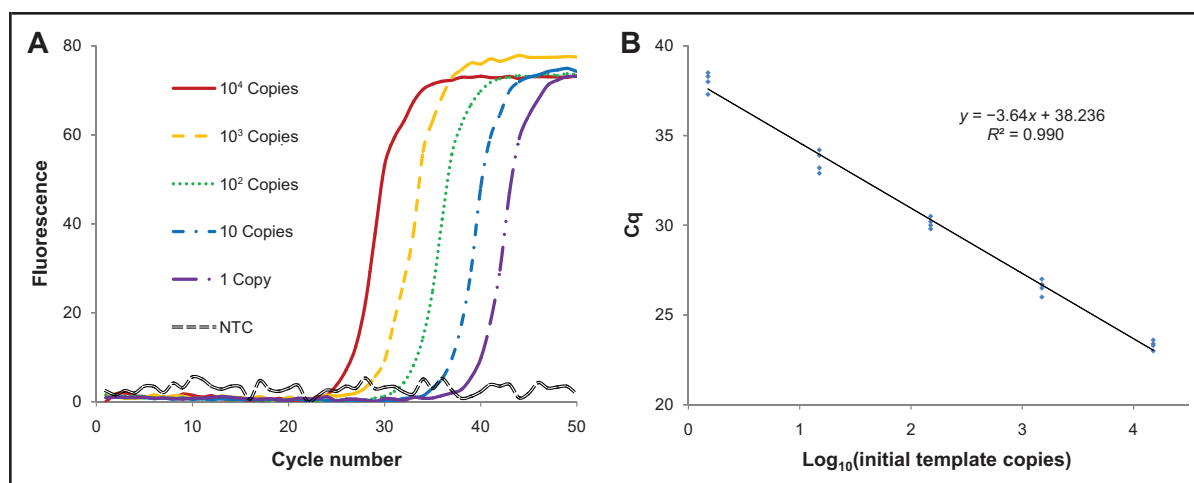 A
80
60
40
20
0
Fluorescence
10⁴ Copies
10³ Copies
10² Copies
10 Copies
1 Copy
NTC
0 10 20 30 40 50
Cycle number
B
40
35
30
25
20
Cq
y = −3.64x + 38.236
R² = 0.990
0 1 2 3 4
Log₁₀(initial template copies)